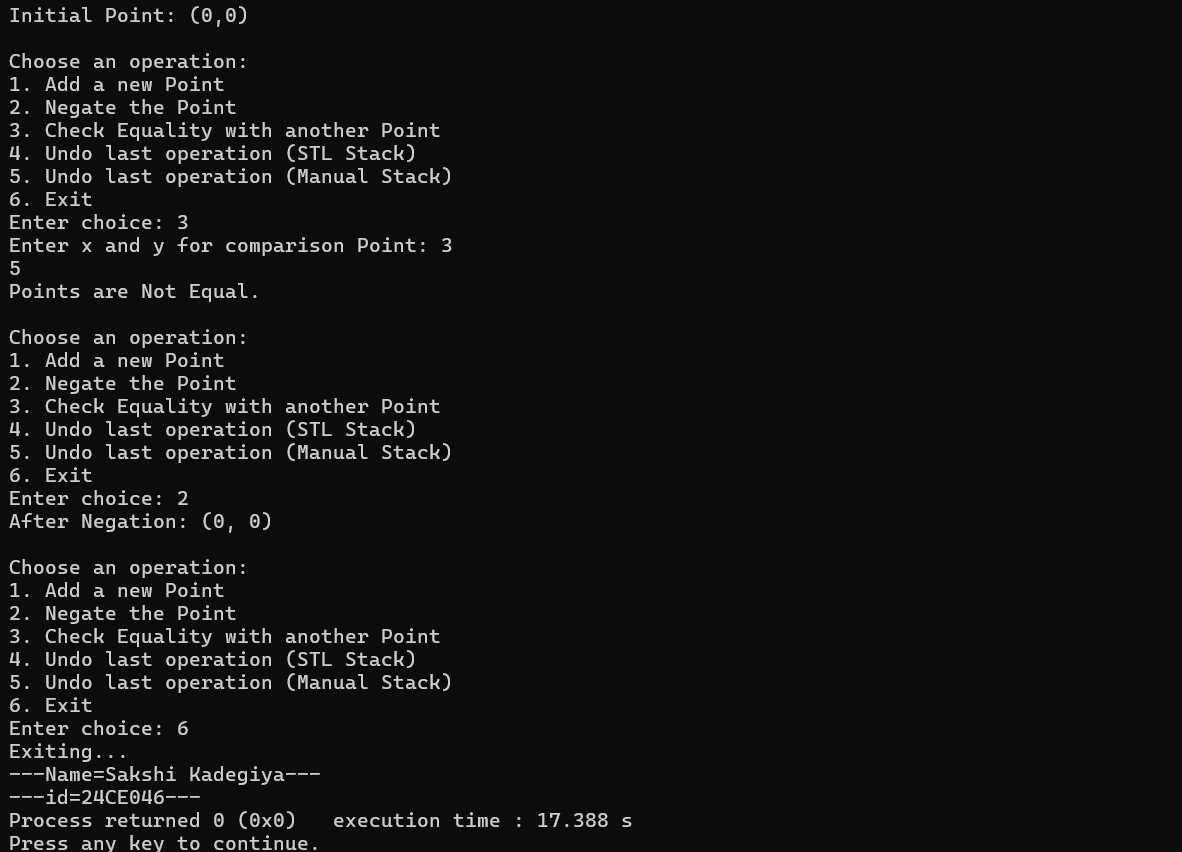 Initial Point: (0,0)
Choose an operation:
1. Add a new Point
2. Negate the Point
3. Check Equality with another Point
4. Undo last operation (STL Stack)
5. Undo last operation (Manual Stack)
6. Exit
Enter choice: 3
Enter x and y for comparison Point: 3
5
Points are Not Equal.
Choose an operation:
1. Add a new Point
2. Negate the Point
3. Check Equality with another Point
4. Undo last operation (STL Stack)
5. Undo last operation (Manual Stack)
6. Exit
Enter choice: 2
After Negation: (0, 0)
Choose an operation:
1. Add a new Point
2. Negate the Point
3. Check Equality with another Point
4. Undo last operation (STL Stack)
5. Undo last operation (Manual Stack)
6. Exit
Enter choice: 6
Exiting...
---Name=Sakshi Kadegiya---
---id=24CE046---
Process returned 0 (0x0)   execution time : 17.388 s
Press any key to continue.